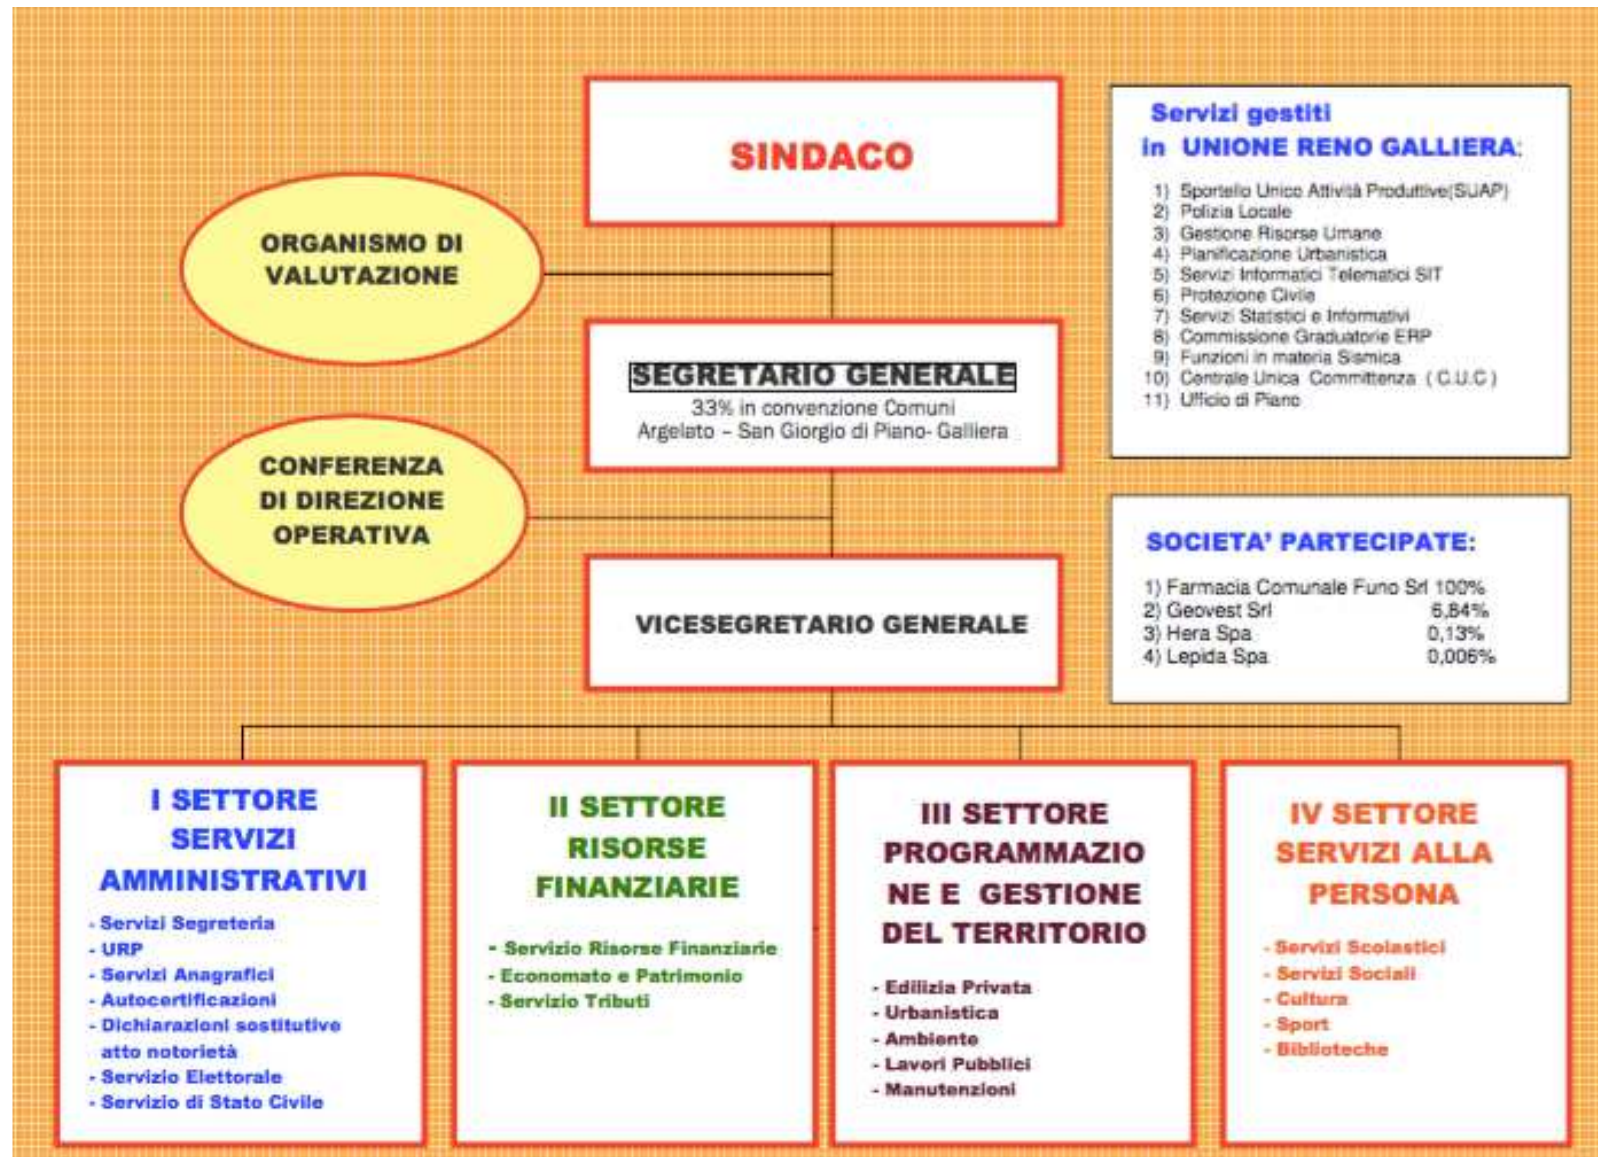 SINDACO
ORGANISMO DI
VALUTAZIONE
SEGRETARIO GENERALE
33% in convenzione Comuni
Argelato – San Giorgio di Piano- Galliera
CONFERENZA
DI DIREZIONE
OPERATIVA
VICESEGRETARIO GENERALE
Servizi gestiti
in UNIONE RENO GALLIERA:
1) Sportello Unico Attività Produttive(SUAP)
2) Polizia Locale
3) Gestione Risorse Umane
4) Pianificazione Urbanistica
5) Servizi Informatici Telematici SIT
6) Protezione Civile
7) Servizi Statistici e Informativi
8) Commissione Graduatorie ERP
9) Funzioni in materia Sismica
10) Centrale Unica Committenza ( C.U.C )
11) Ufficio di Piano
SOCIETA' PARTECIPATE:
1) Farmacia Comunale Funo Srl 100%
2) Geovest Srl 6,84%
3) Hera Spa 0,13%
4) Lepida Spa 0,006%
I SETTORE
SERVIZI
AMMINISTRATIVI
- Servizi Segreteria
- URP
- Servizi Anagrafici
- Autocertificazioni
- Dichiarazioni sostitutive
atto notorietà
- Servizio Elettorale
- Servizio di Stato Civile
II SETTORE
RISORSE
FINANZIARIE
- Servizio Risorse Finanziarie
- Economato e Patrimonio
- Servizio Tributi
III SETTORE
PROGRAMMAZIO
NE E GESTIONE
DEL TERRITORIO
- Edilizia Privata
- Urbanistica
- Ambiente
- Lavori Pubblici
- Manutenzioni
IV SETTORE
SERVIZI ALLA
PERSONA
- Servizi Scolastici
- Servizi Sociali
- Cultura
- Sport
- Biblioteche